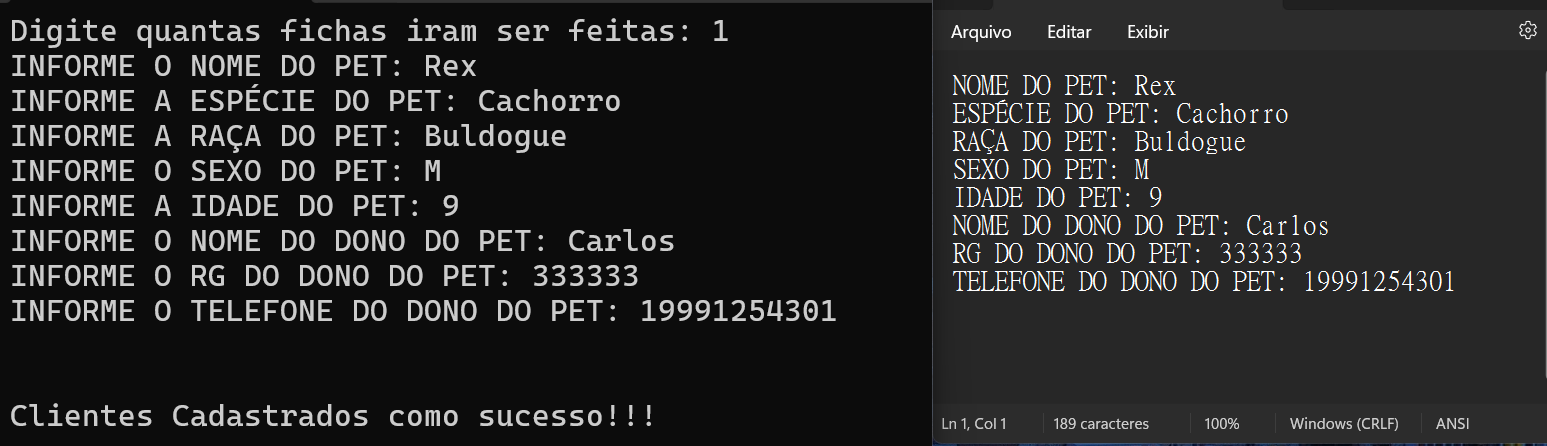 Digite quantas fichas iram ser feitas: 1
INFORME O NOME DO PET: Rex
INFORME A ESPÉCIE DO PET: Cachorro
INFORME A RAÇA DO PET: Buldogue
INFORME O SEXO DO PET: M
INFORME A IDADE DO PET: 9
INFORME O NOME DO DONO DO PET: Carlos
INFORME O RG DO DONO DO PET: 333333
INFORME O TELEFONE DO DONO DO PET: 19991254301
Clientes Cadastrados como sucesso!!!
Arquivo Editar Exibir
NOME DO PET: Rex
ESPÉCIE DO PET: Cachorro
RAÇA DO PET: Buldogue
SEXO DO PET: M
IDADE DO PET: 9
NOME DO DONO DO PET: Carlos
RG DO DONO DO PET: 333333
TELEFONE DO DONO DO PET: 19991254301
Ln 1, Col 1 189 caracteres 100% Windows (CRLF) ANSI